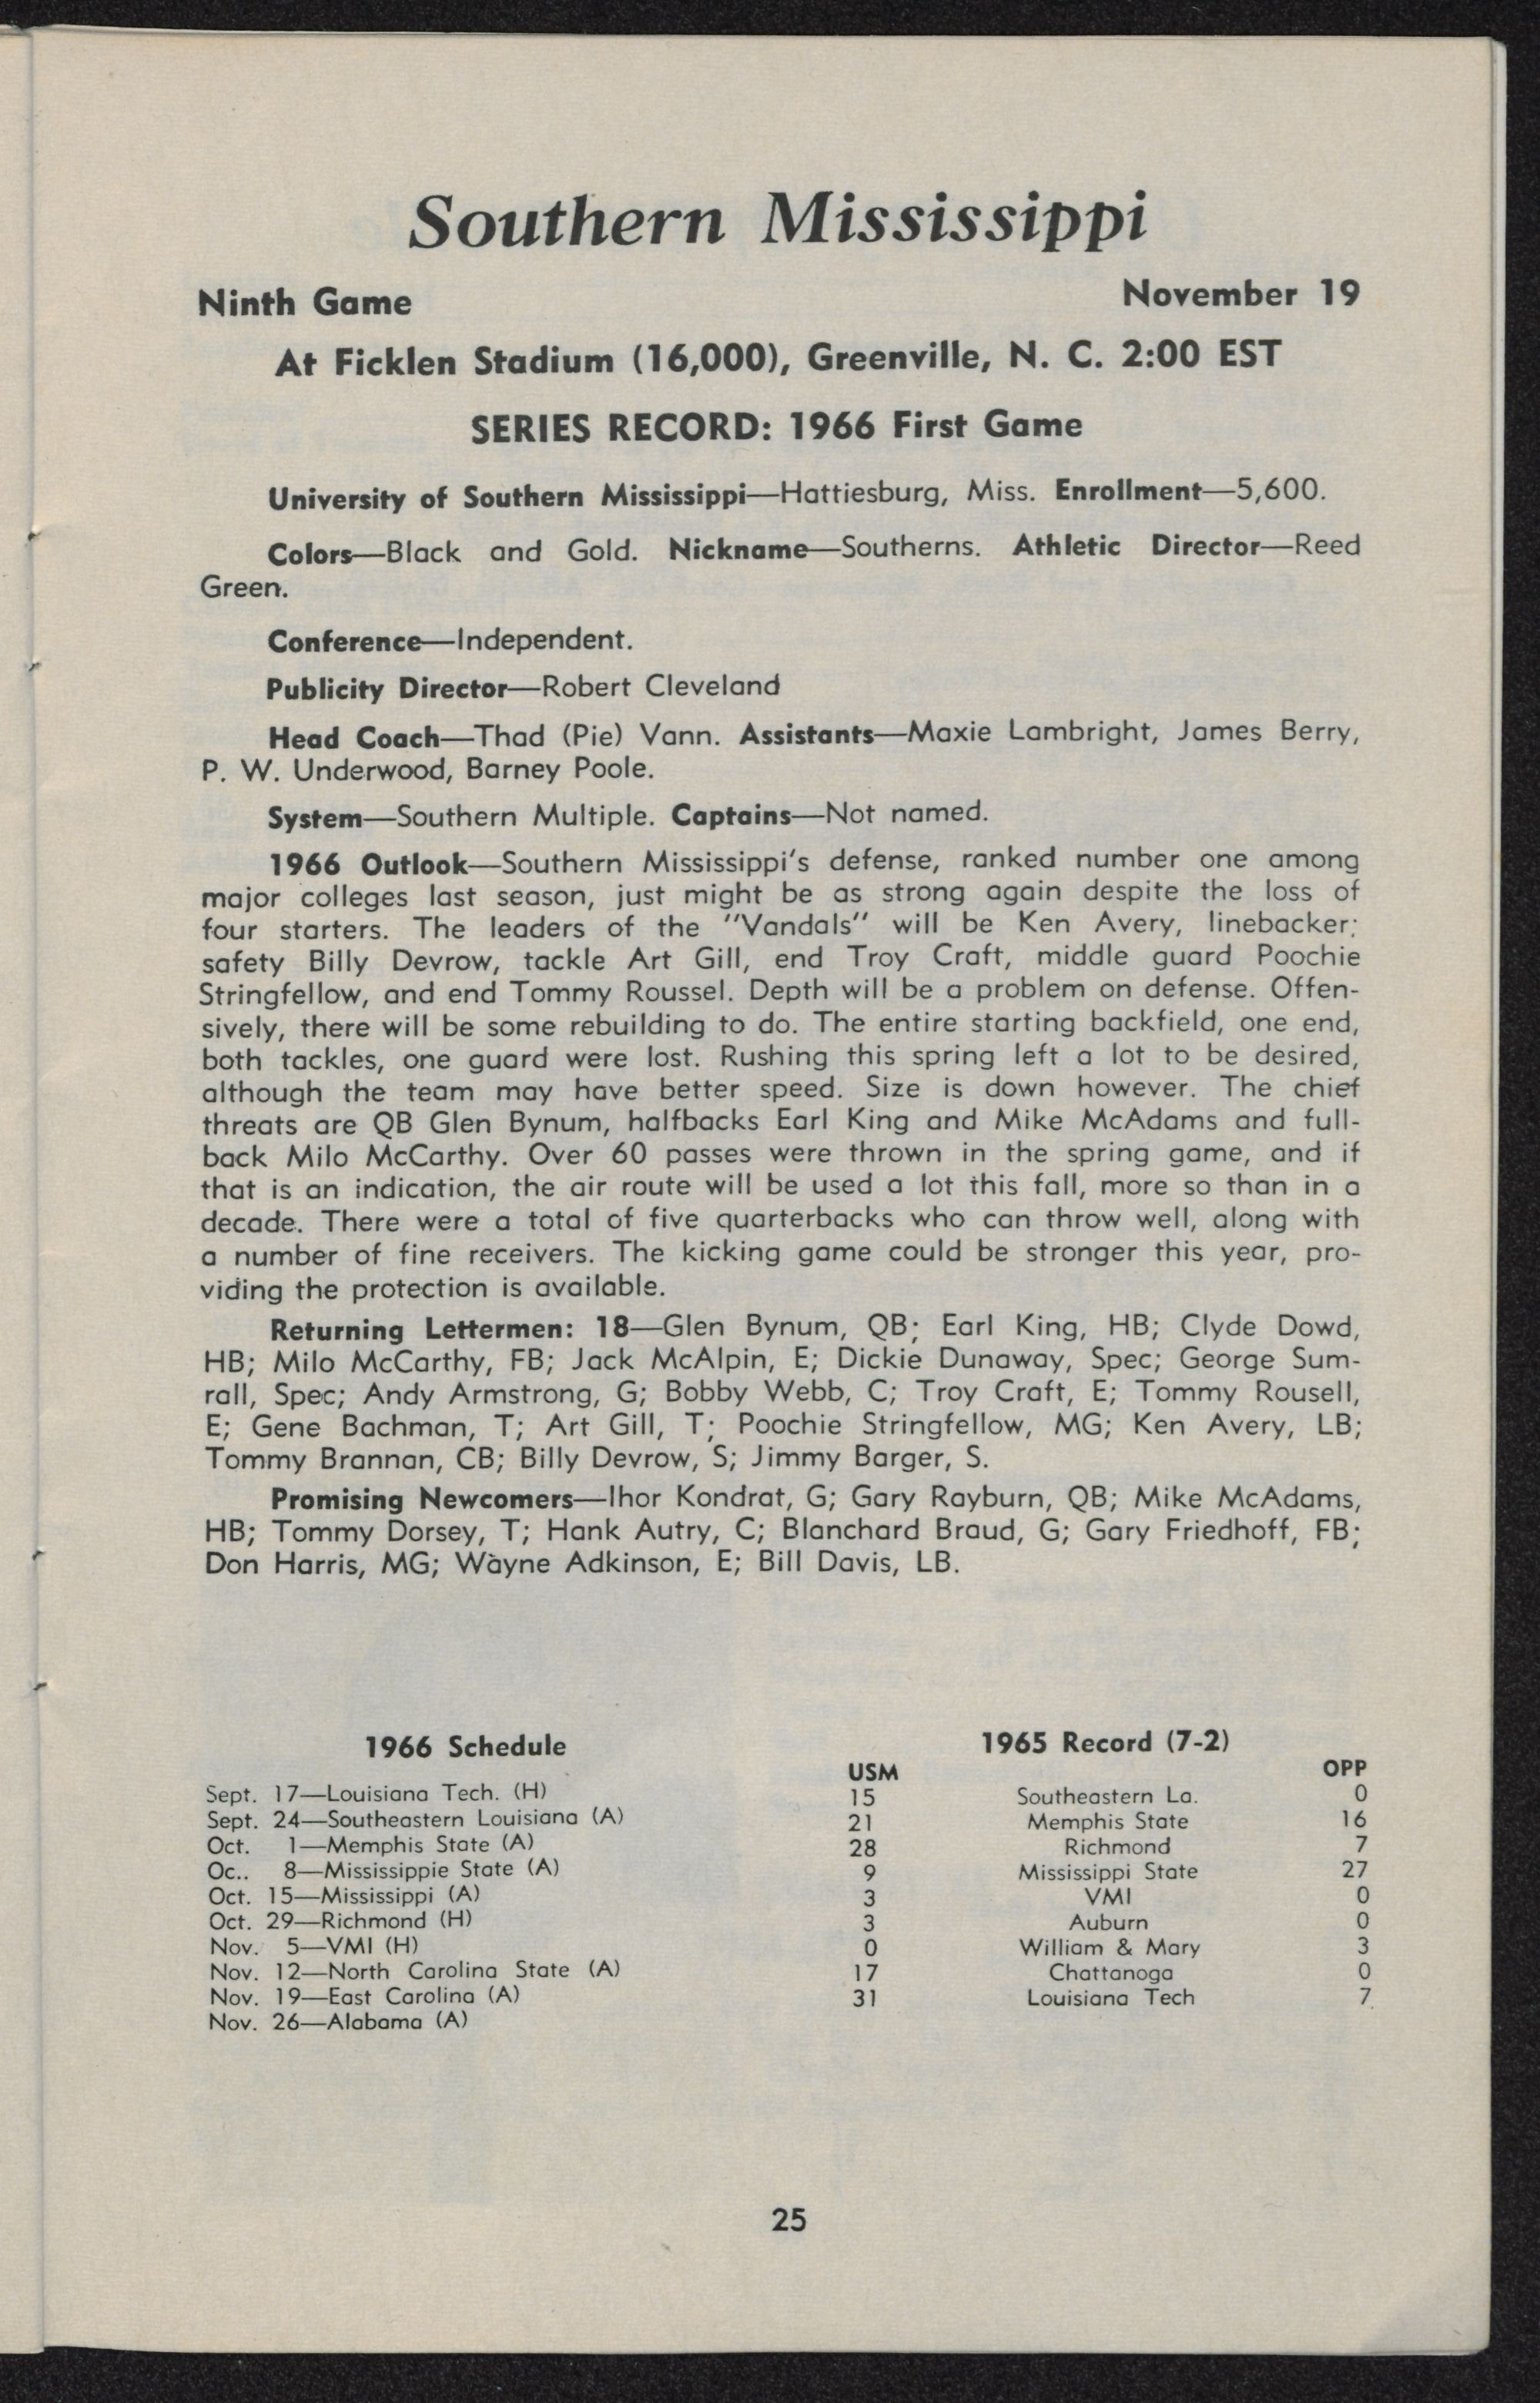 Southern Mississippi
Ninth Game November 19
At Ficklen Stadium (16,000), Greenville, N. C. 2:00 EST
SERIES RECORD: 1966 First Game
University of Southern Mississippi—Hattiesburg, Miss. Enrollment—5,600.
Colors—Black and Gold. Nickname—Southerns. Athletic Director—Reed
Green.
Conference—Independent.
Publicity Director—Robert Cleveland
Head Coach—Thad (Pie) Vann. Assistants—Maxie Lambright, James Berry,
P. W. Underwood, Barney Poole.
System—Southern Multiple. Captains—Not named.
1966 Outlook—Southern Mississippi's defense, ranked number one among
major colleges last season, just might be as strong again despite the loss of
four starters. The leaders of the "Vandals" will be Ken Avery, linebacker;
safety Billy Devrow, tackle Art Gill, end Troy Craft, middle guard Poochie
Stringfellow, and end Tommy Roussel. Depth will be a problem on defense. Offen-
sively, there will be some rebuilding to do. The entire starting backfield, one end,
both tackles, one guard were lost. Rushing this spring left a lot to be desired,
although the team may have better speed. Size is down however. The chief
threats are QB Glen Bynum, halfbacks Earl King and Mike McAdams and full-
back Milo McCarthy. Over 60 passes were thrown in the spring game, and if
that is an indication, the air route will be used a lot this fall, more so than in a
decade. There were a total of five quarterbacks who can throw well, along with
a number of fine receivers. The kicking game could be stronger this year, pro-
viding the protection is available.
Returning Lettermen: 18—Glen Bynum, QB; Earl King, HB; Clyde Dowd,
HB; Milo McCarthy, FB; Jack McAlpin, E; Dickie Dunaway, Spec; George Sum-
rall, Spec; Andy Armstrong, G; Bobby Webb, C; Troy Craft, E; Tommy Rousell,
E; Gene Bachman, T; Art Gill, T; Poochie Stringfellow, MG; Ken Avery, LB;
Tommy Brannan, CB; Billy Devrow, S; Jimmy Barger, S.
Promising Newcomers—Ihor Kondrat, G; Gary Rayburn, QB; Mike McAdams,
HB; Tommy Dorsey, T; Hank Autry, C; Blanchard Braud, G; Gary Friedhoff, FB;
Don Harris, MG; Wayne Adkinson, E; Bill Davis, LB.
1966 Schedule
Sept. 17—Louisiana Tech. (H)
Sept. 24—Southeastern Louisiana (A)
Oct. 1—Memphis State (A)
Oc.. 8—Mississippie State (A)
Oct. 15—Mississippi (A)
Oct. 29—Richmond (H)
Nov. 5—VMI (H)
Nov. 12—North Carolina State (A)
Nov. 19—East Carolina (A)
Nov. 26—Alabama (A)
1965 Record (7-2)
USM OPP
15 Southeastern La. 0
21 Memphis State 16
28 Richmond 7
9 Mississippi State 27
3 VMI 0
3 Auburn 0
0 William & Mary 3
17 Chattanoga 0
31 Louisiana Tech 7
25